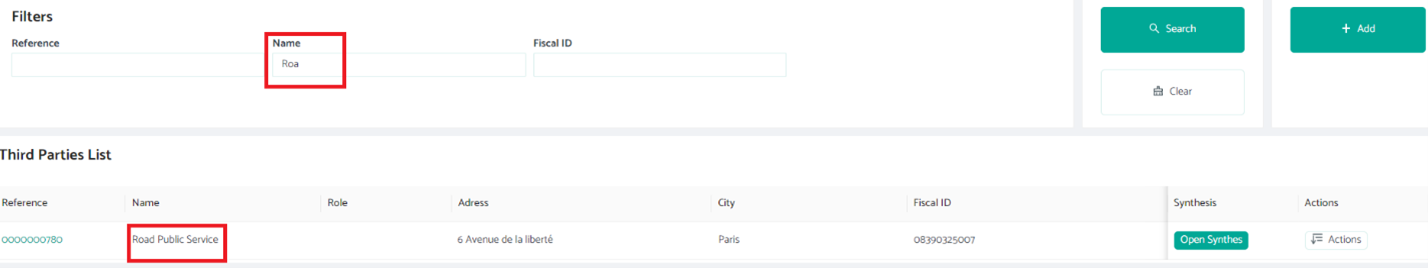 Filters
Reference Name Fiscal ID
Roa
Search
Add
Clear
Third Parties List
Reference Name Role Adress City Fiscal ID Synthesis Actions
0000000780 Road Public Service 6 Avenue de la liberté Paris 08390325007 Open Synthes Actions